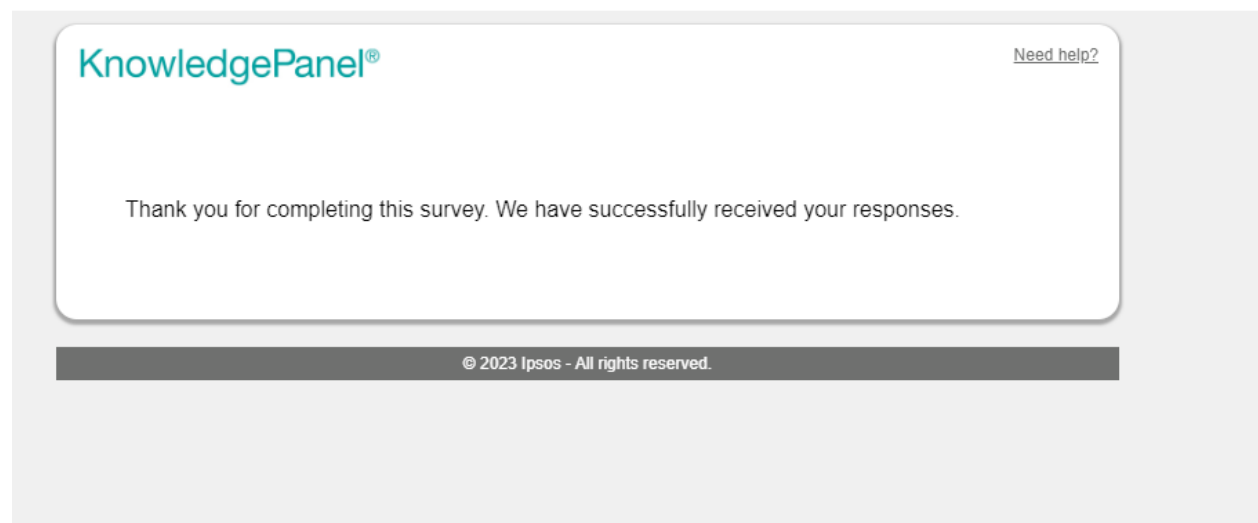 KnowledgePanel®
Need help?
Thank you for completing this survey. We have successfully received your responses.
© 2023 Ipsos - All rights reserved.